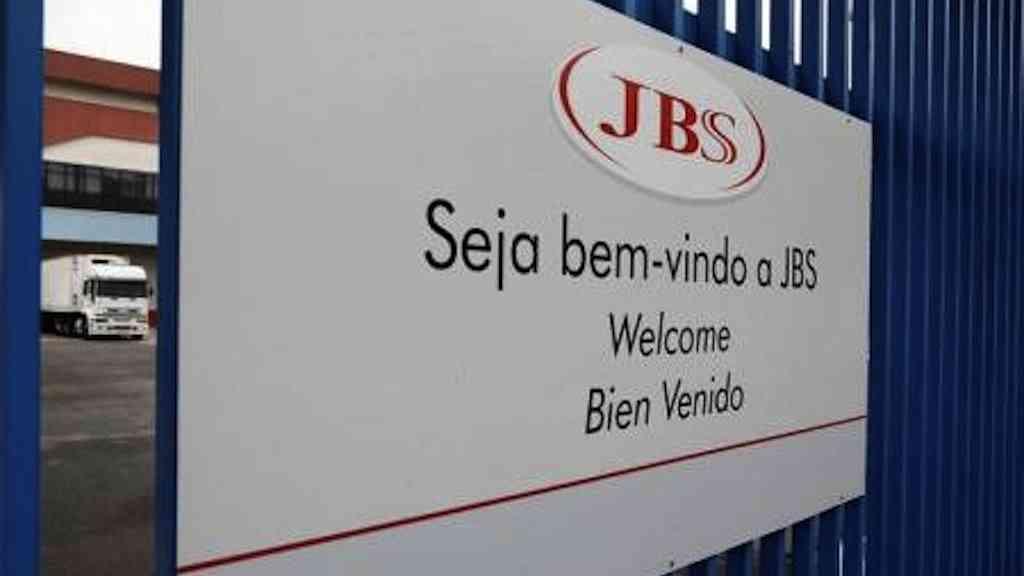 JBS
Seja bem-vindo a JBS
Welcome
Bien Venido